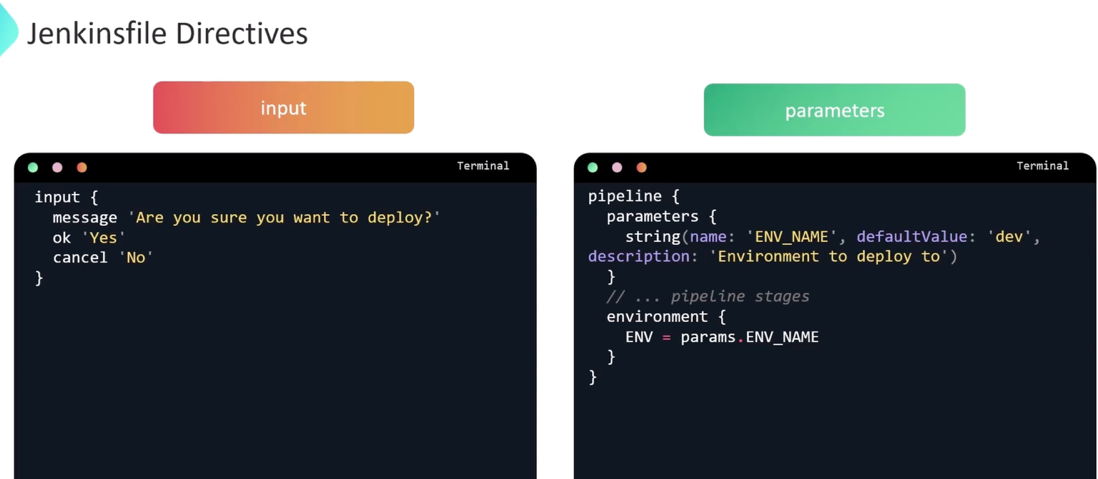 Jenkinsfile Directives
input
Terminal
input {
  message 'Are you sure you want to deploy?'
  ok 'Yes'
  cancel 'No'
}
parameters
Terminal
pipeline {
  parameters {
    string(name: 'ENV_NAME', defaultValue: 'dev',
description: 'Environment to deploy to')
  }
  // ... pipeline stages
  environment {
    ENV = params.ENV_NAME
  }
}